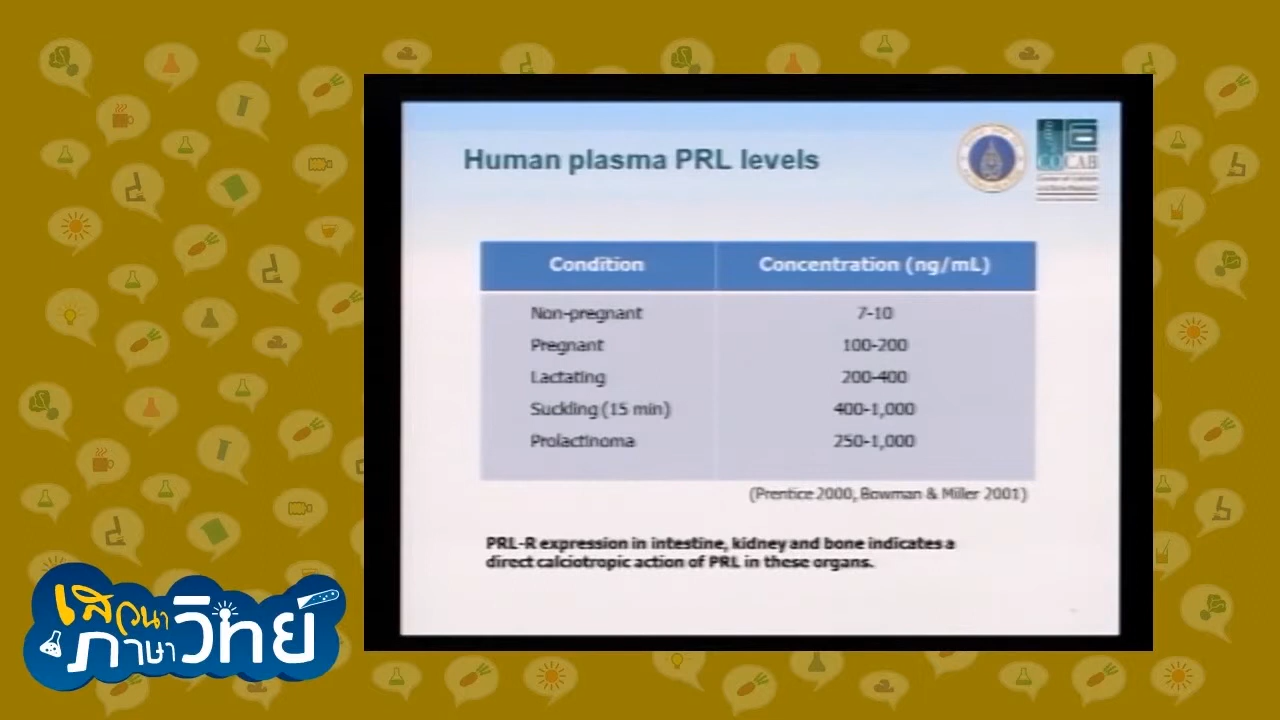 Human plasma PRL levels
COCAB
Condition Concentration (ng/mL)
Non-pregnant 7-10
Pregnant 100-200
Lactating 200-400
Suckling (15 min) 400-1,000
Prolactinoma 250-1,000
(Prentice 2000, Bowman & Miller 2001)
PRL-R expression in intestine, kidney and bone indicates a
direct calciotropic action of PRL in these organs.
เสวนา
ภาษาวิทย์